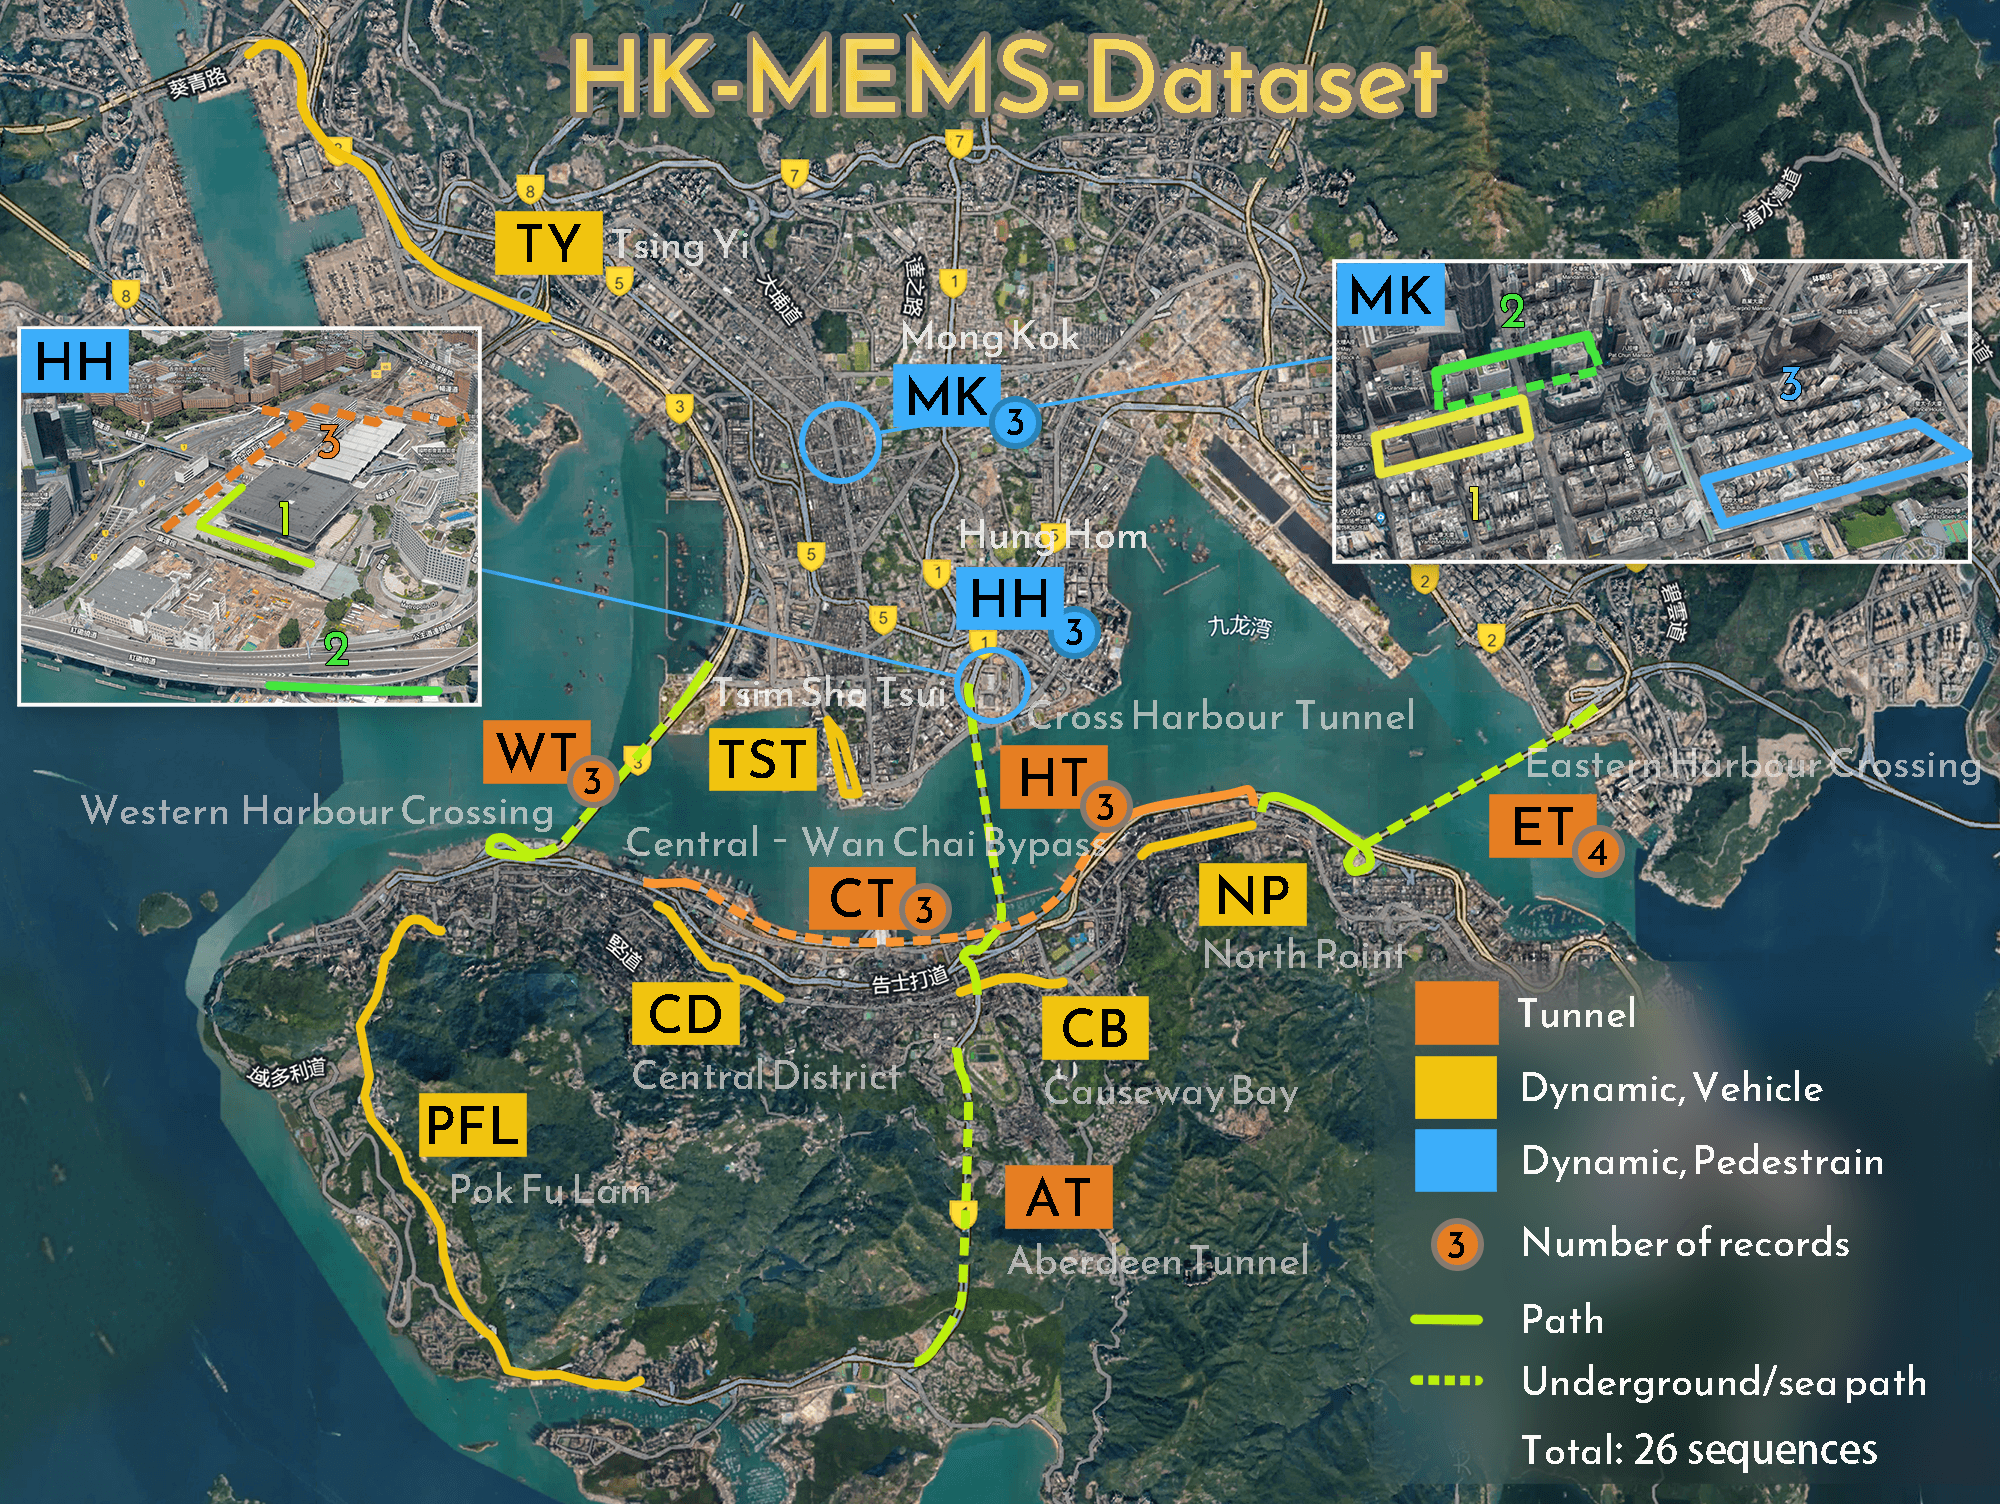 HK-MEMS-Dataset
葵青路
3
8
7
7
TY
Tsing Yi
8
5
1
大埔道
達之路
清水灣道
Mong Kok
MK
3
3
HH
3
1
2
MK
2
3
1
Hung Hom
5
5
1
HH
3
5
1
九龙湾
2
2
碧雲道
Tsim Sha Tsui
Cross Harbour Tunnel
WT
3
3
TST
HT
3
Eastern Harbour Crossing
Western Harbour Crossing
ET
4
Central - Wan Chai Bypass
CT
3
NP
North Point
堅道
告士打道
CD
Central District
CB
Causeway Bay
域多利道
PFL
Pok Fu Lam
AT
Aberdeen Tunnel
Tunnel
Dynamic, Vehicle
Dynamic, Pedestrain
3
Number of records
Path
Underground/sea path
Total: 26 sequences